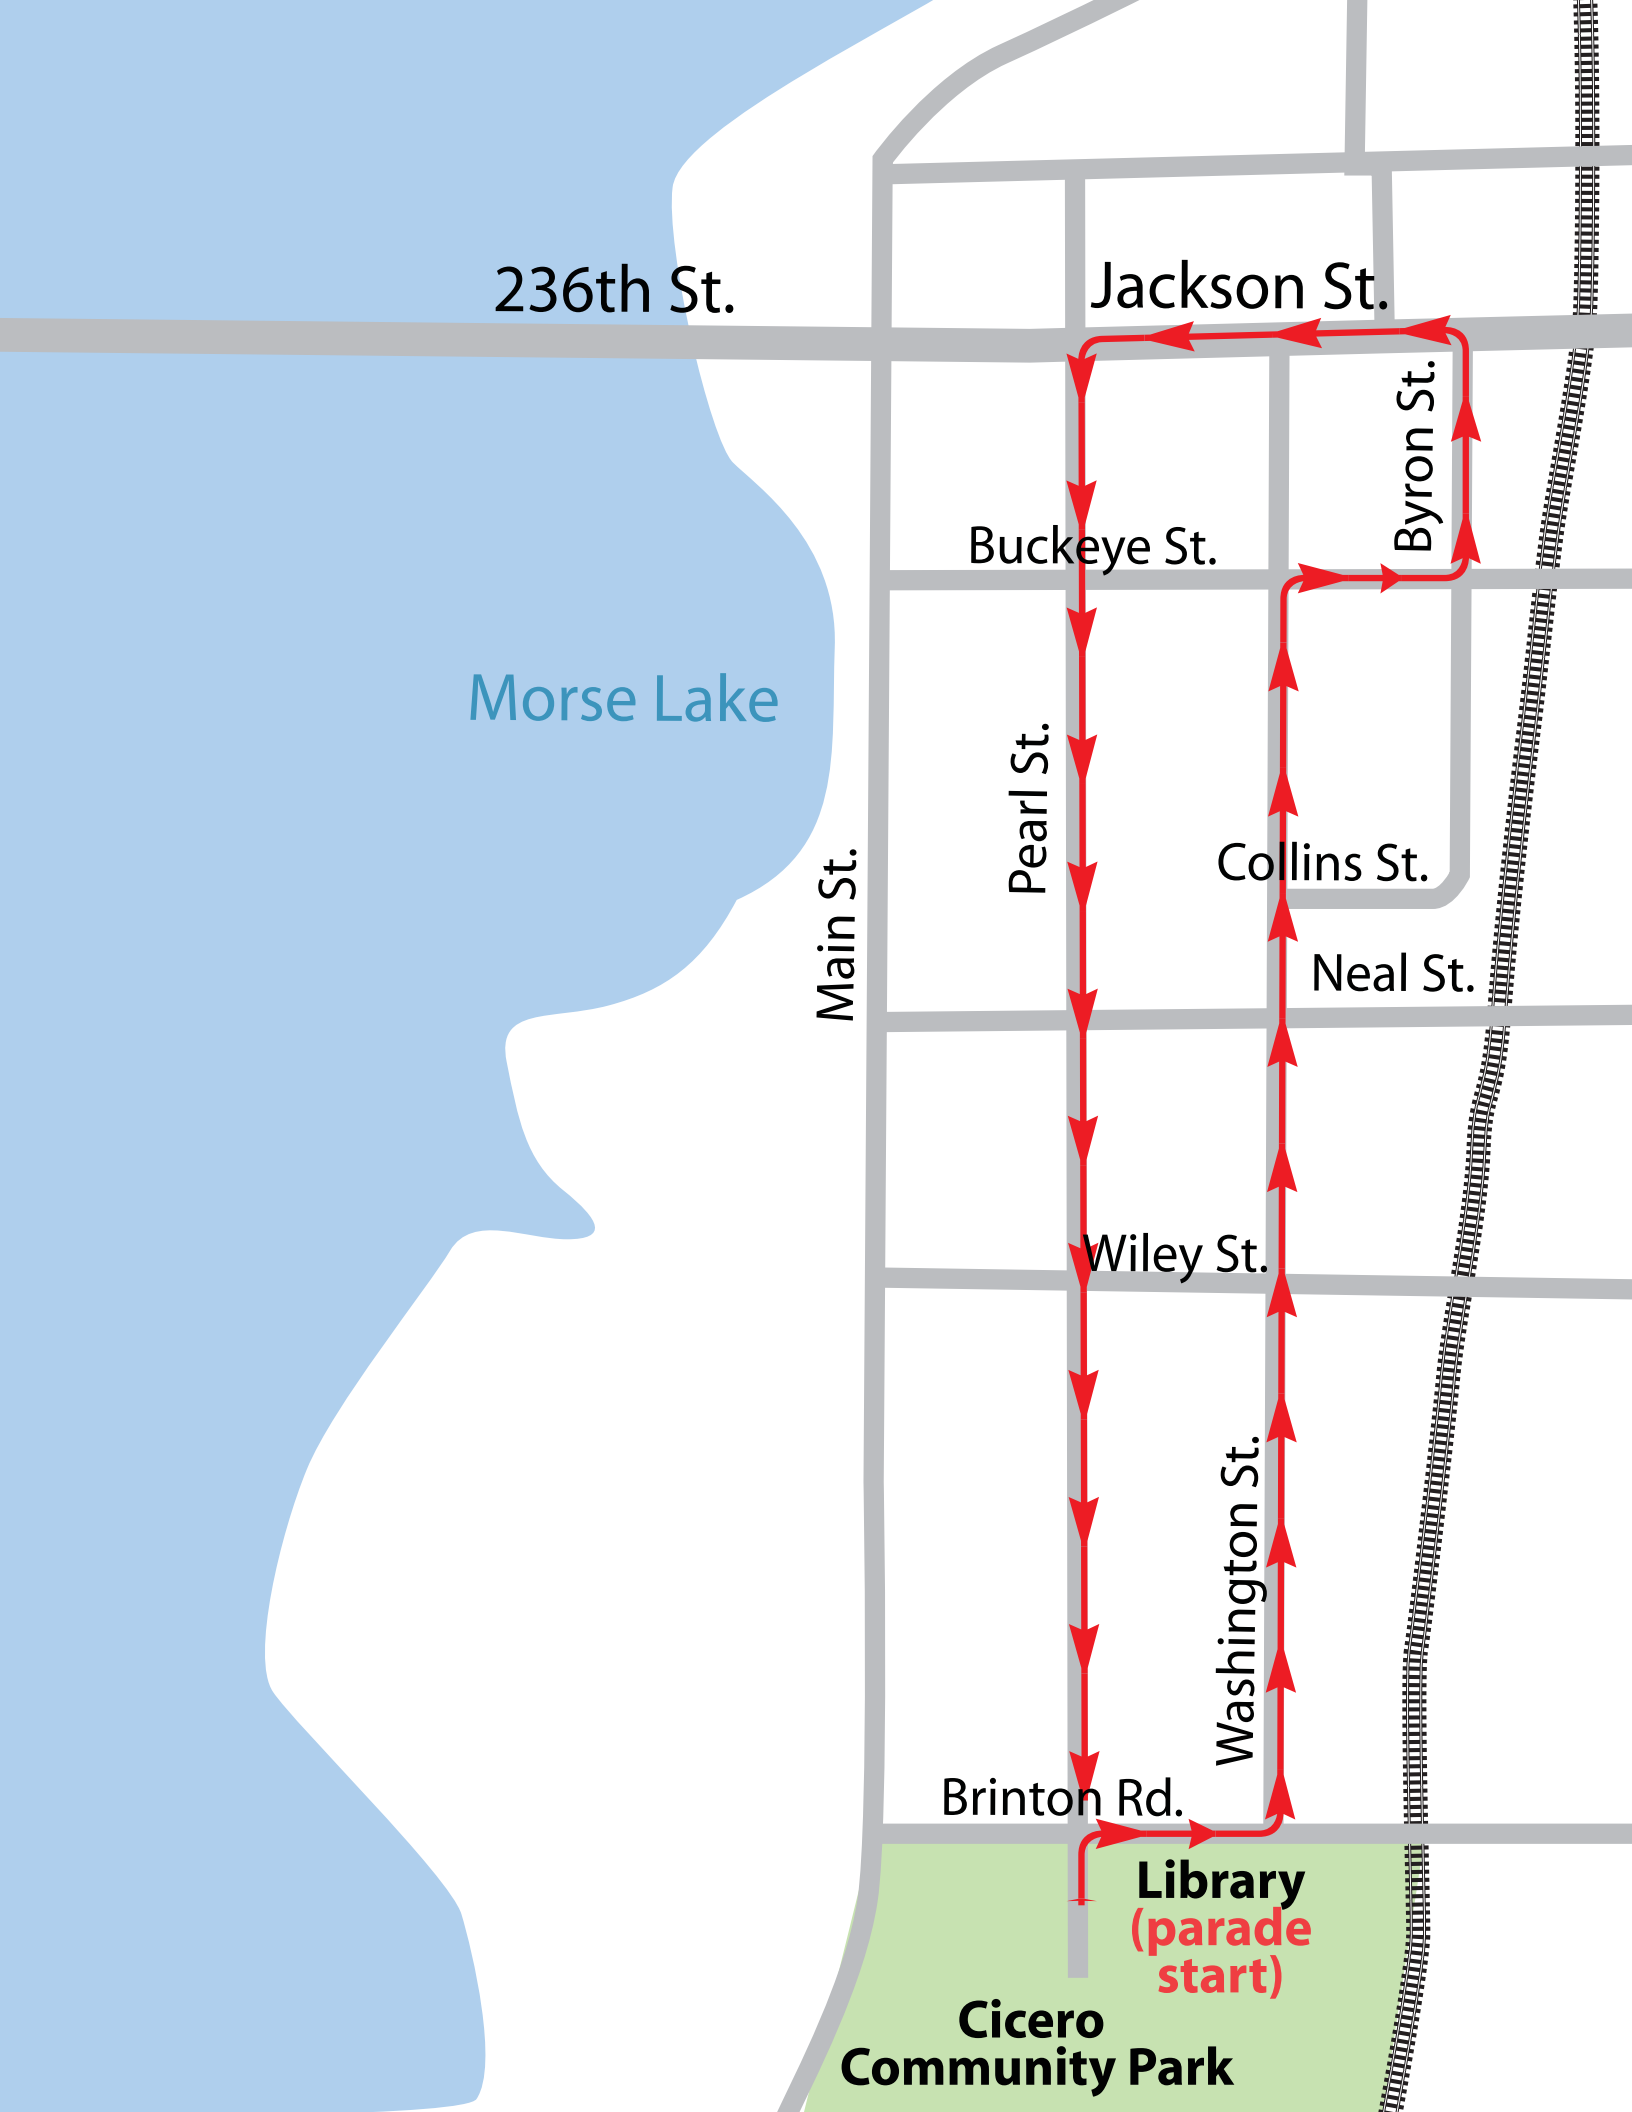 236th St.
Jackson St.
Byron St.
Buckeye St.
Morse Lake
Pearl St.
Collins St.
Main St.
Neal St.
Wiley St.
Washington St.
Brinton Rd.
Library
(parade
start)
Cicero
Community Park